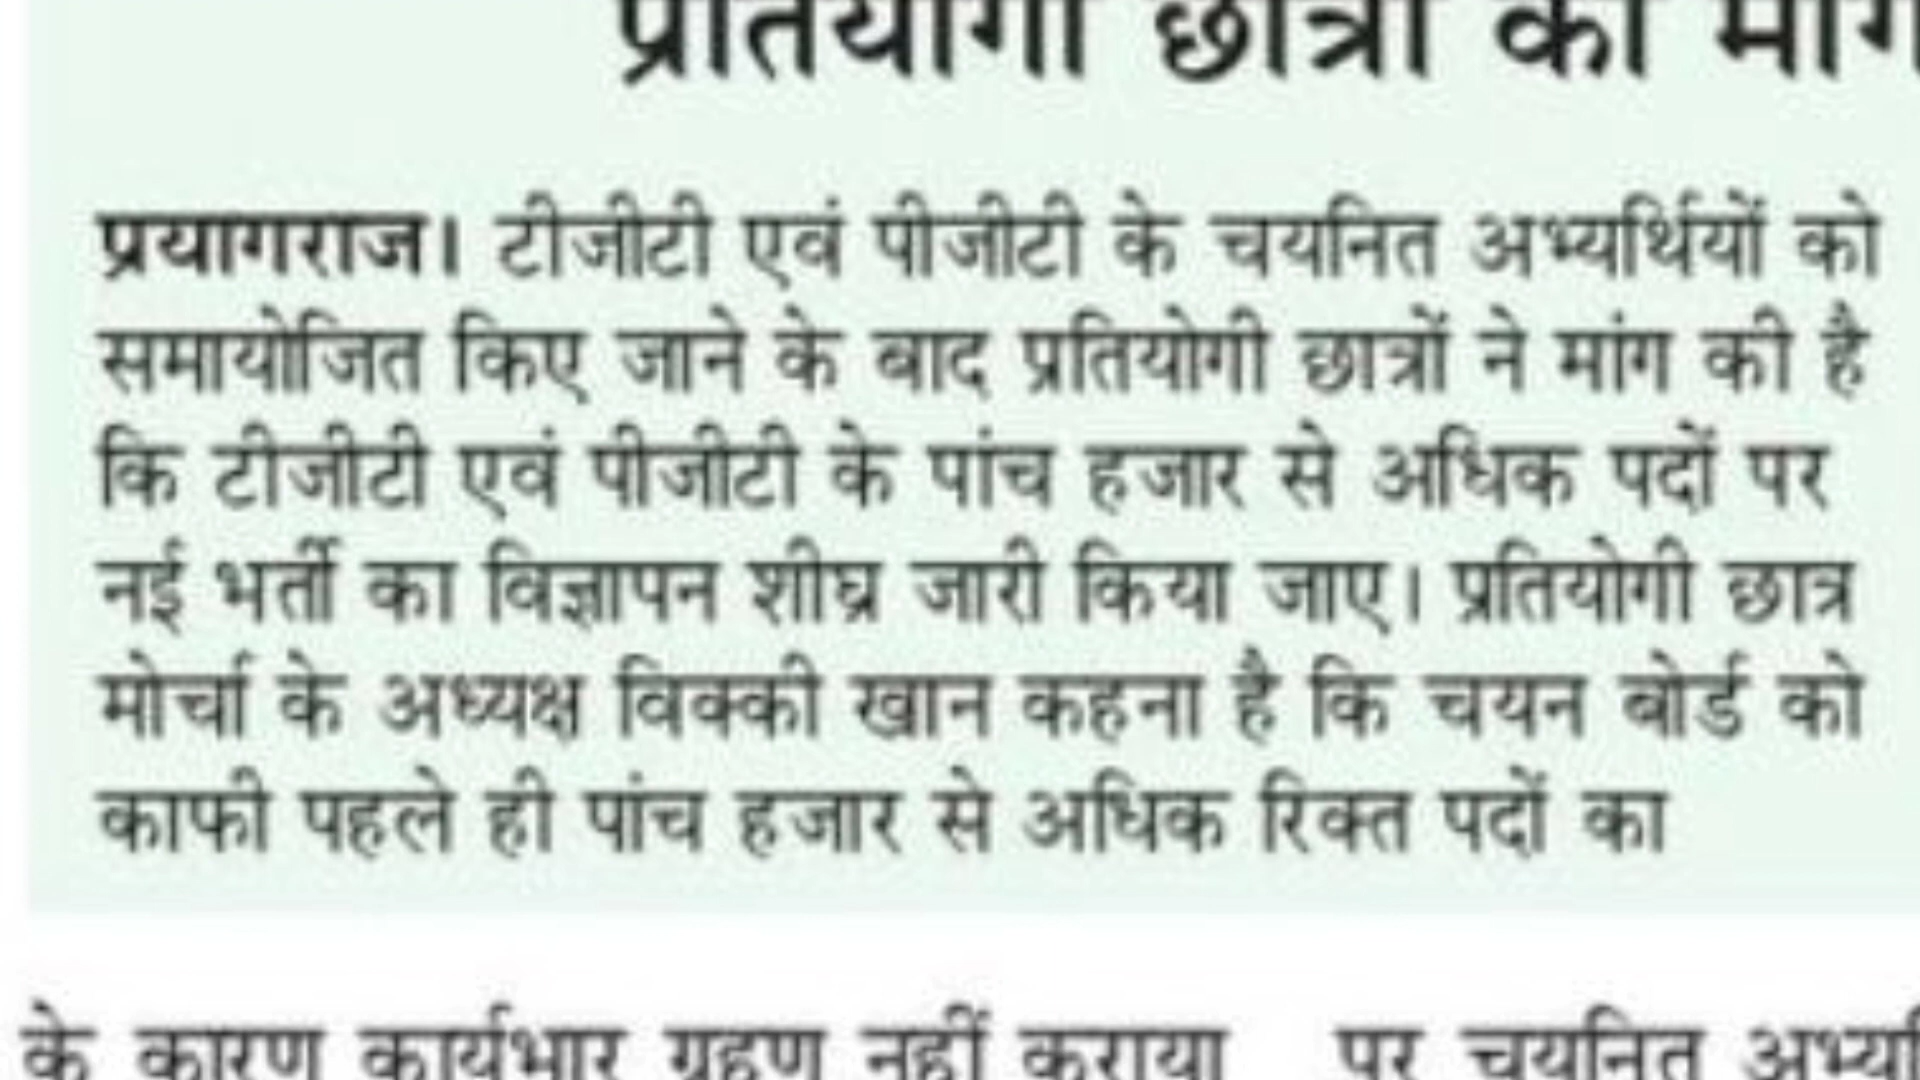 प्रतियोगी छात्रों की मांग
प्रयागराज। टीजीटी एवं पीजीटी के चयनित अभ्यर्थियों को
समायोजित किए जाने के बाद प्रतियोगी छात्रों ने मांग की है
कि टीजीटी एवं पीजीटी के पांच हजार से अधिक पदों पर
नई भर्ती का विज्ञापन शीघ्र जारी किया जाए। प्रतियोगी छात्र
मोर्चा के अध्यक्ष विक्की खान कहना है कि चयन बोर्ड को
काफी पहले ही पांच हजार से अधिक रिक्त पदों का
के कारण कार्यभार ग्रहण नहीं कराया पर चयनित